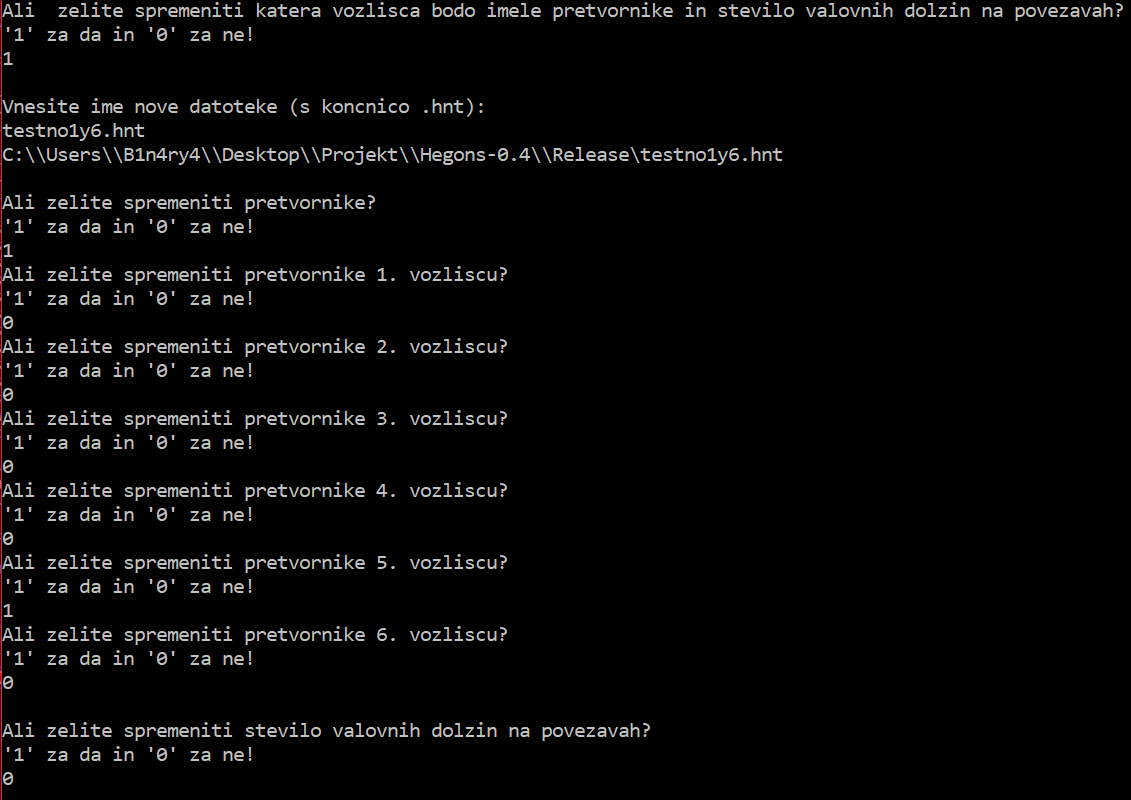 Ali  zelite spremeniti katera vozlisca bodo imele pretvornike in stevilo valovnih dolzin na povezavah?
'1' za da in '0' za ne!
1
Vnesite ime nove datoteke (s koncnico .hnt):
testno1y6.hnt
C:\\Users\\B1n4ry4\\Desktop\\Projekt\\Hegons-0.4\\Release\testno1y6.hnt
Ali zelite spremeniti pretvornike?
'1' za da in '0' za ne!
1
Ali zelite spremeniti pretvornike 1. vozliscu?
'1' za da in '0' za ne!
0
Ali zelite spremeniti pretvornike 2. vozliscu?
'1' za da in '0' za ne!
0
Ali zelite spremeniti pretvornike 3. vozliscu?
'1' za da in '0' za ne!
0
Ali zelite spremeniti pretvornike 4. vozliscu?
'1' za da in '0' za ne!
0
Ali zelite spremeniti pretvornike 5. vozliscu?
'1' za da in '0' za ne!
1
Ali zelite spremeniti pretvornike 6. vozliscu?
'1' za da in '0' za ne!
0
Ali zelite spremeniti stevilo valovnih dolzin na povezavah?
'1' za da in '0' za ne!
0